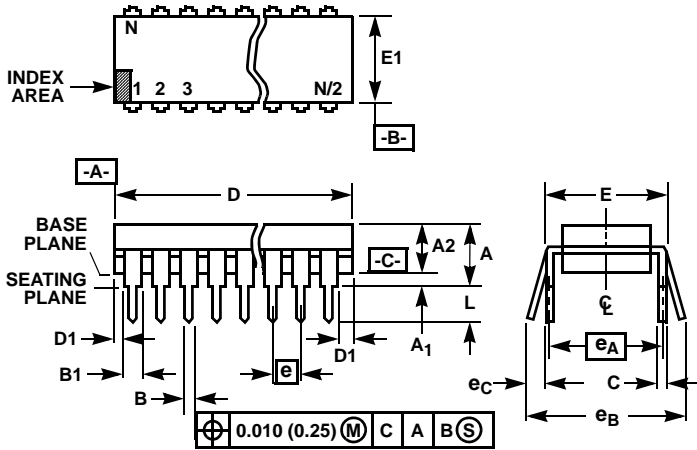 N
E1
INDEX
AREA
1 2 3 N/2
-B-
-A-
D
E
BASE
PLANE
A2
A
-C-
SEATING
PLANE
L
C
L
D1
A1
D1
eA
B1
e
eC
C
B
eB
0.010 (0.25) M C A B S